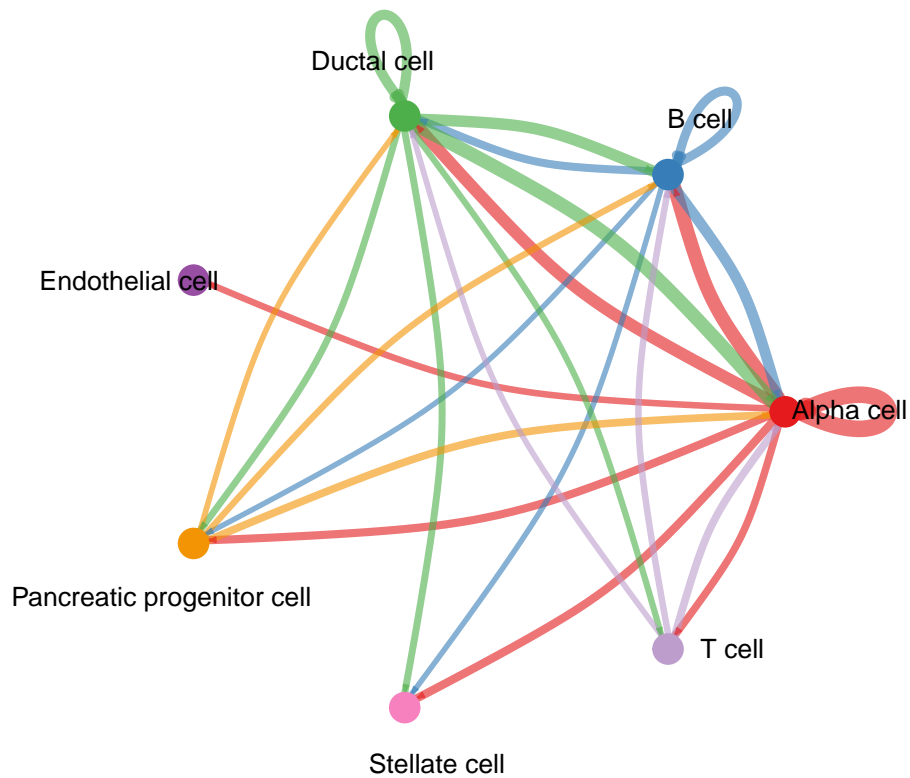 Ductal cell
B cell
Endothelial cell
Alpha cell
Pancreatic progenitor cell
T cell
Stellate cell